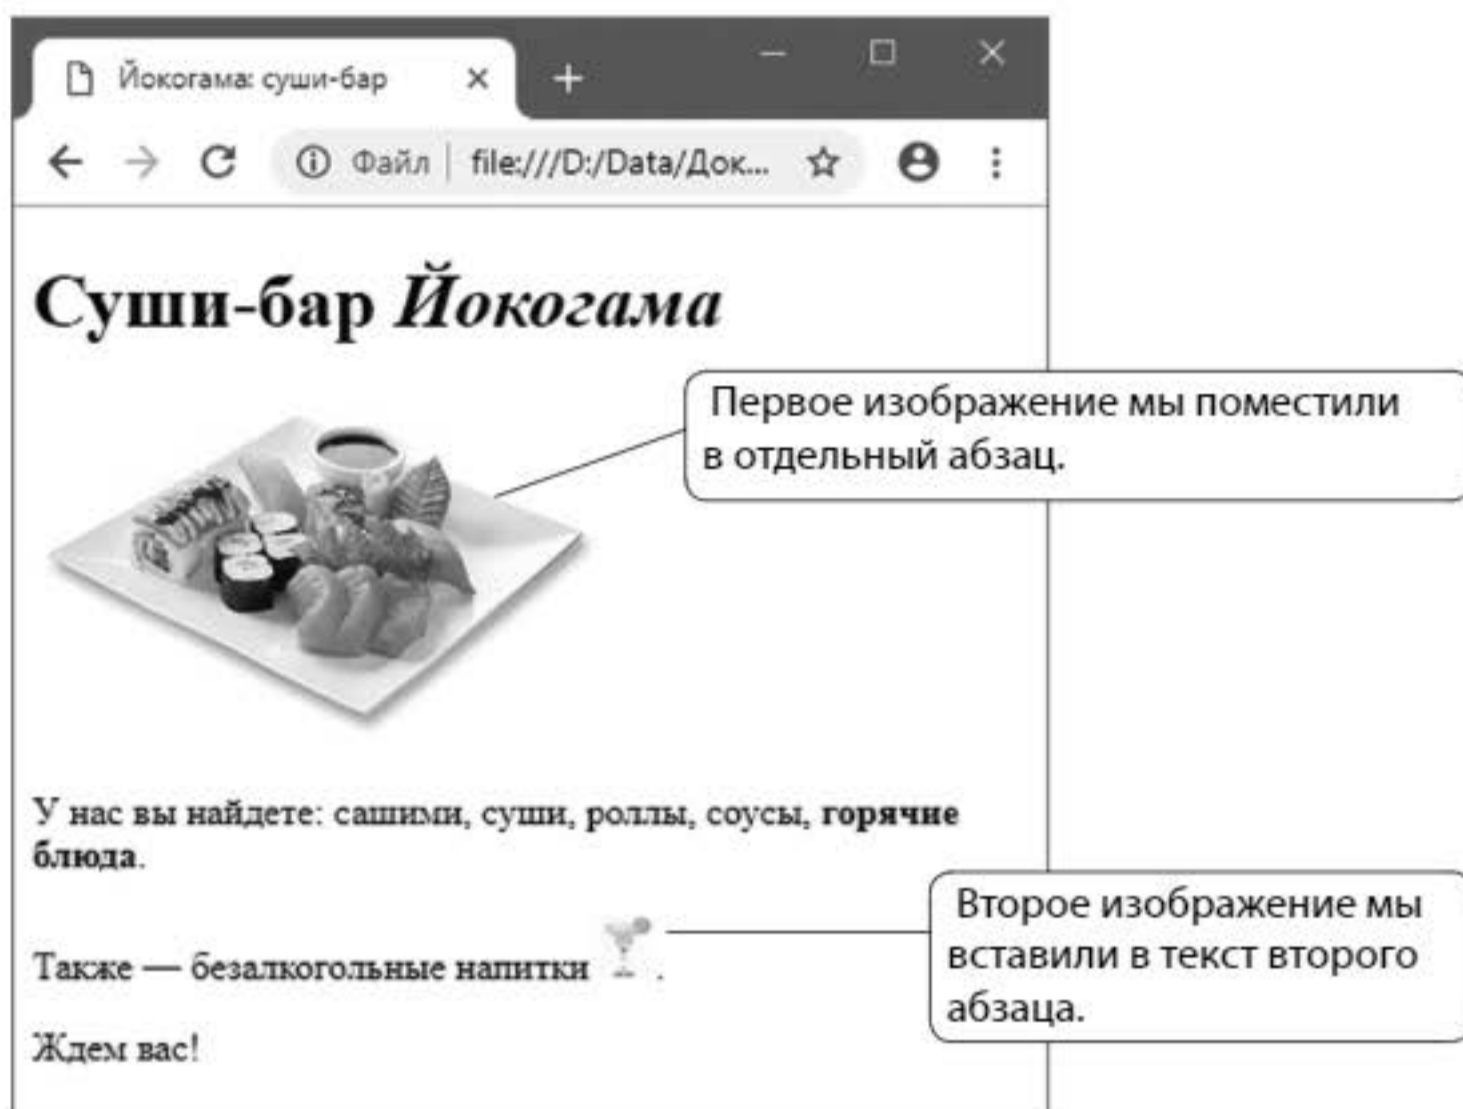 Йокогама: суши-бар
Файл | file:///D:/Data/Док...
Суши-бар Йокогама
Первое изображение мы поместили
в отдельный абзац.
У нас вы найдете: сашими, суши, роллы, соусы, горячие
блюда.
Второе изображение мы
вставили в текст второго
абзаца.
Также — безалкогольные напитки .
Ждем вас!